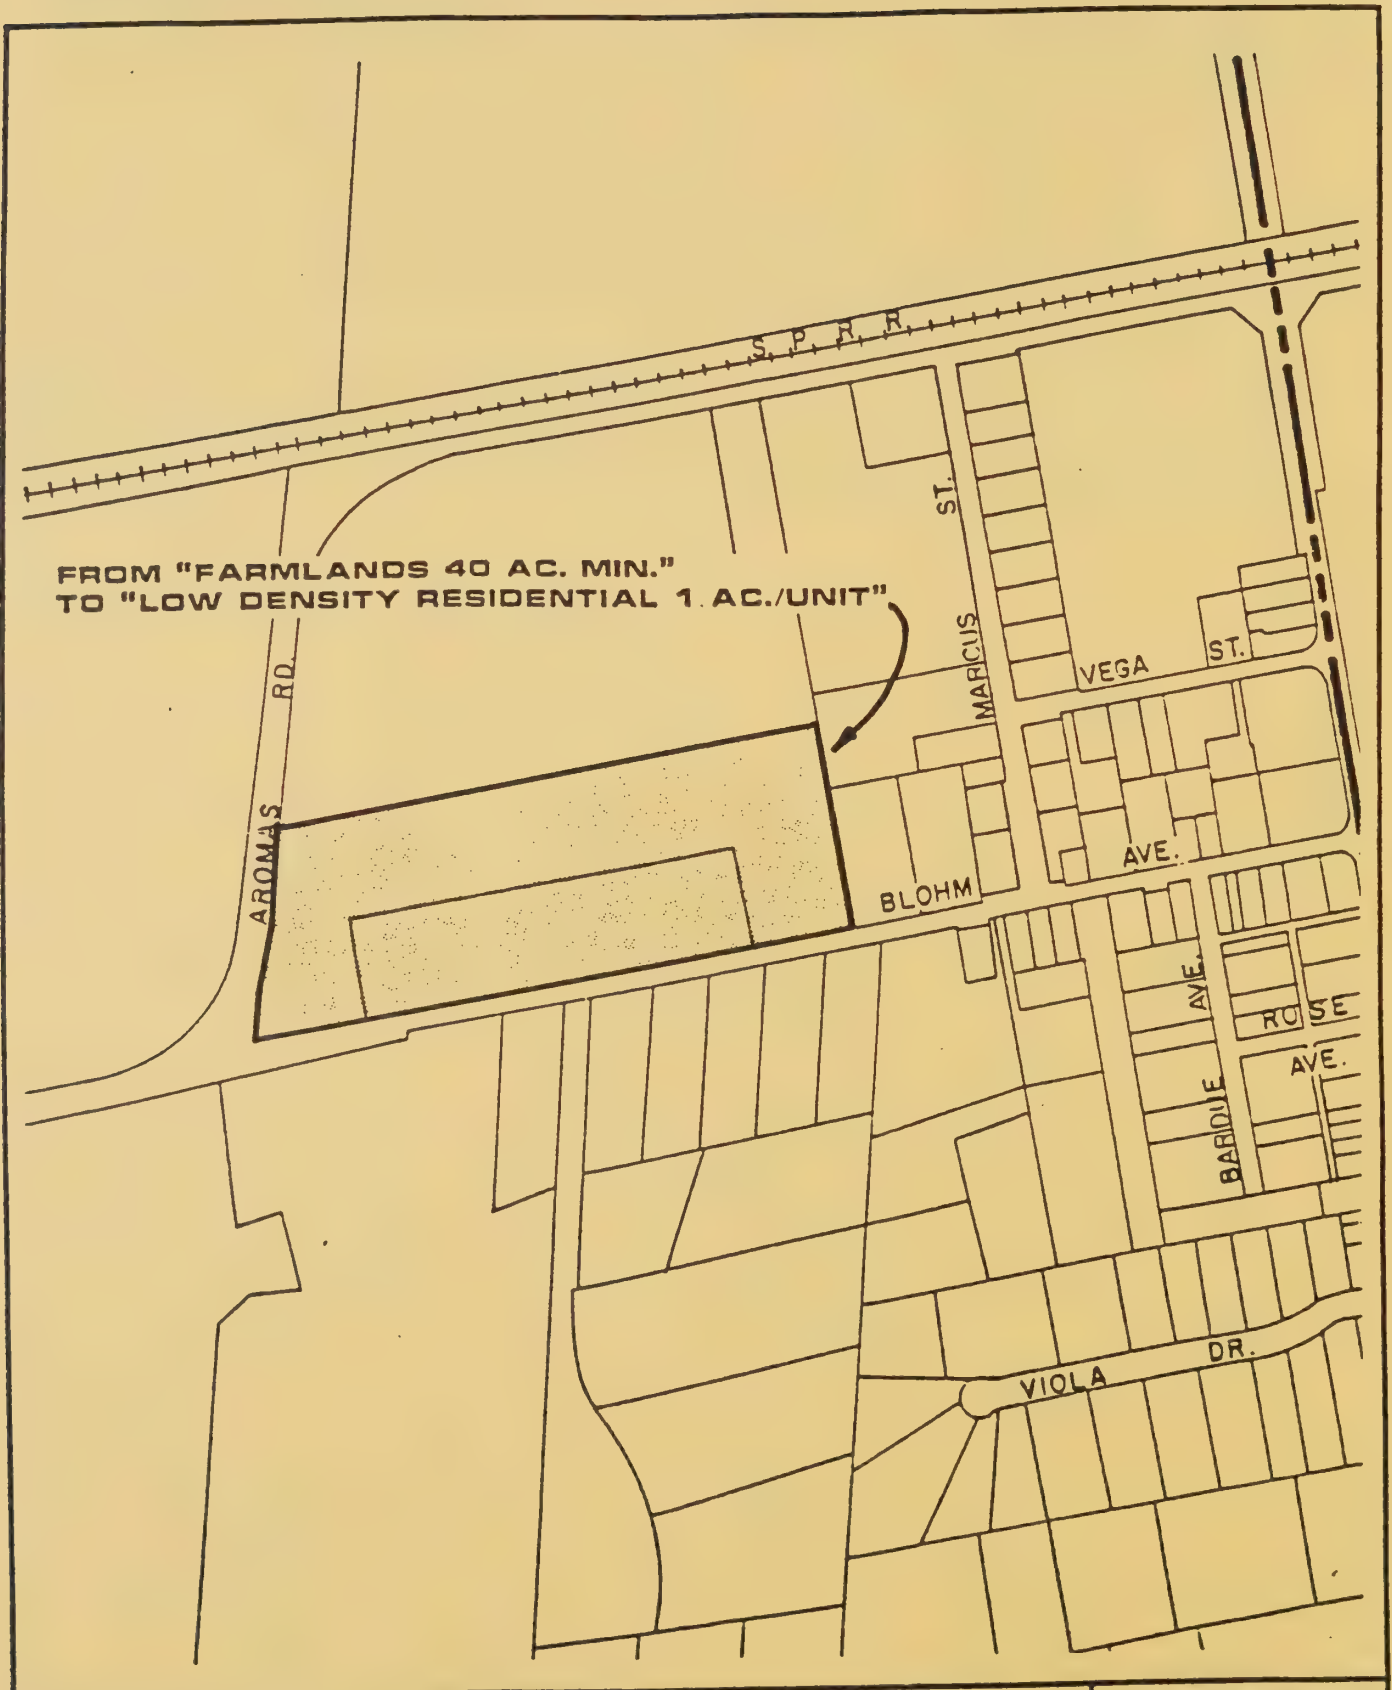 S P R R
FROM "FARMLANDS 40 AC. MIN."
TO "LOW DENSITY RESIDENTIAL 1 AC./UNIT"
AROMAS RD.
MARCUS ST.
VEGA ST.
BLOHM AVE.
BARDUE AVE.
ROSE
AVE.
VIOLA DR.